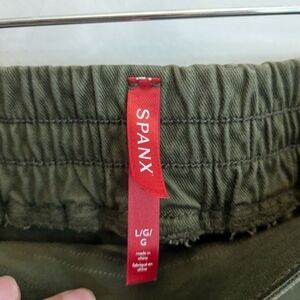 SPANX
L/G/
G
made in
china
fabriqué en
chine